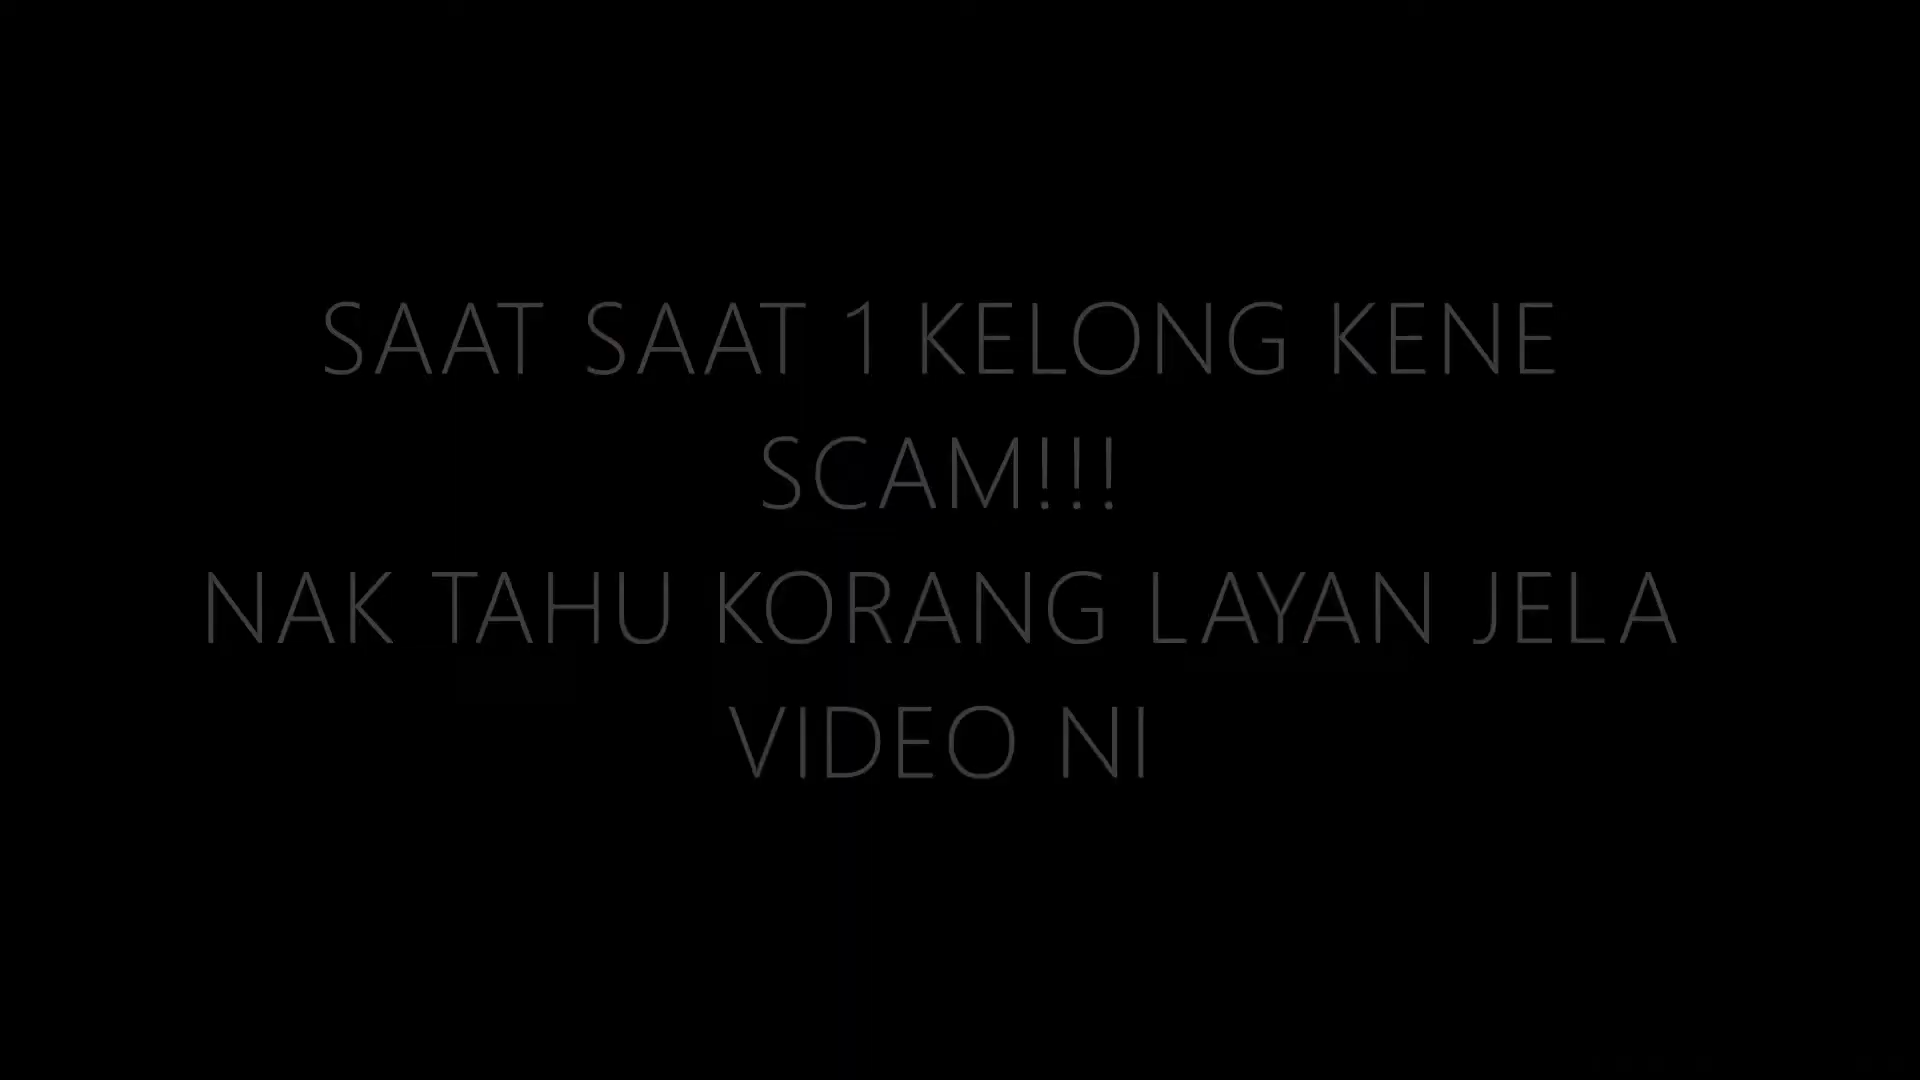 SAAT SAAT 1 KELONG KENE
SCAM!!!
NAK TAHU KORANG LAYAN JELA
VIDEO NI